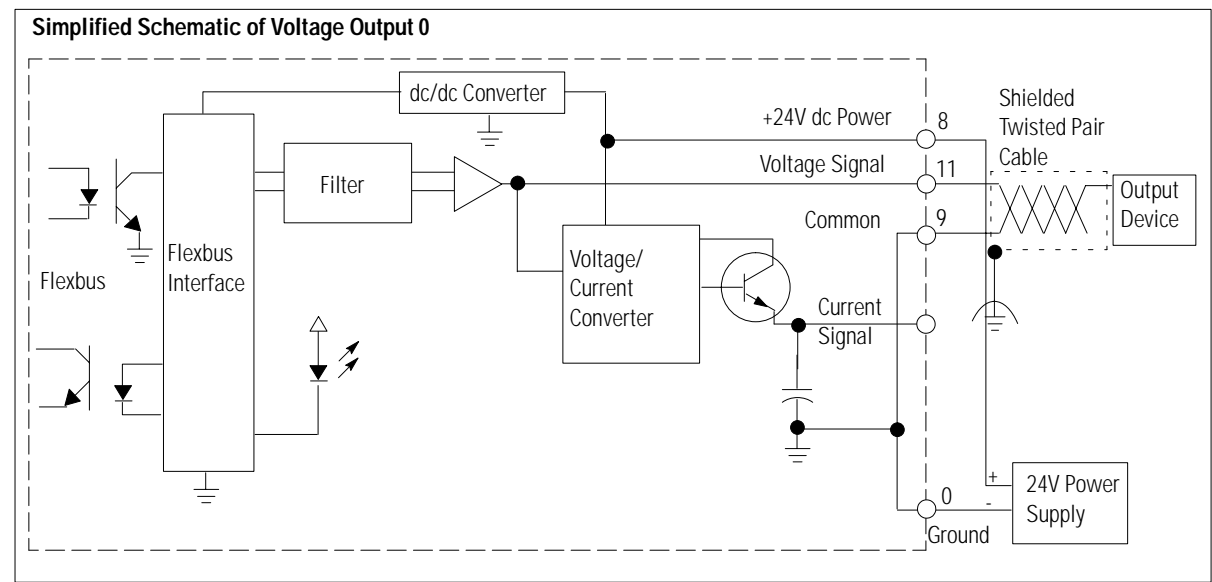 Simplified Schematic of Voltage Output 0
dc/dc Converter
+24V dc Power
8
Shielded
Twisted Pair
Cable
Voltage Signal
11
Filter
Output
Device
Common
9
Flexbus
Flexbus
Interface
Voltage/
Current
Converter
Current
Signal
+
-
24V Power
Supply
0
Ground